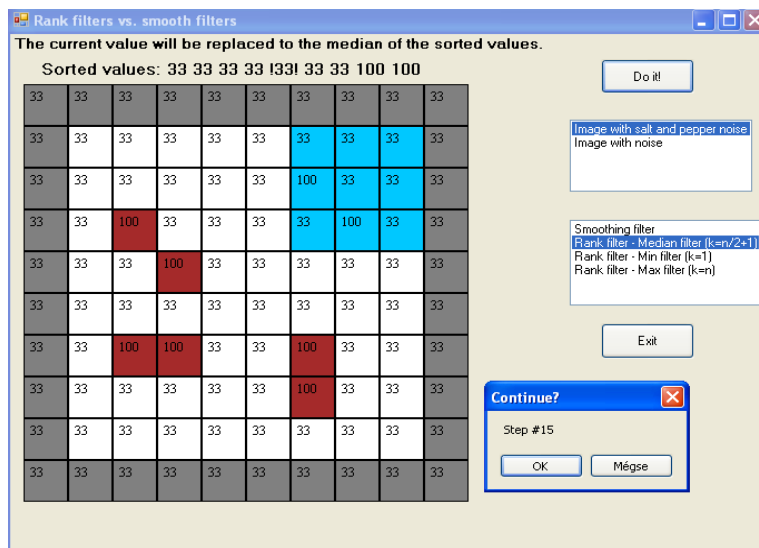 Rank filters vs. smooth filters
The current value will be replaced to the median of the sorted values.
Sorted values: 33 33 33 33 !33! 33 33 100 100
33 33 33 33 33 33 33 33 33 33
33 33 33 33 33 33 33 33 33 33
33 33 33 33 33 33 100 33 33 33
33 33 100 33 33 33 33 100 33 33
33 33 33 100 33 33 33 33 33 33
33 33 33 33 33 33 33 33 33 33
33 33 100 100 33 33 100 33 33 33
33 33 33 33 33 33 100 33 33 33
33 33 33 33 33 33 33 33 33 33
33 33 33 33 33 33 33 33 33 33
Do it!
Image with salt and pepper noise
Image with noise
Smoothing filter
Rank filter - Median filter (k=n/2+1)
Rank filter - Min filter (k=1)
Rank filter - Max filter (k=n)
Exit
Continue?
Step #15
OK Mégse